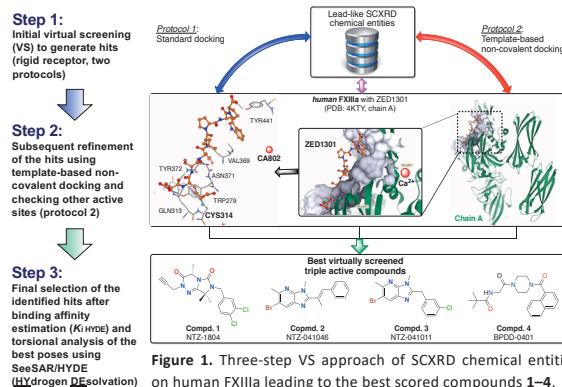 Step 1:
Initial virtual screening
(VS) to generate hits
(rigid receptor, two
protocols)
Step 2:
Subsequent refinement
of the hits using
template-based non-
covalent docking and
checking other active
sites (protocol 2)
Step 3:
Final selection of the
identified hits after
binding affinity
estimation (Ki HYDE) and
torsional analysis of the
best poses using
SeeSAR/HYDE
(HYdrogen DEsolvation)
Protocol 1:
Standard docking
Lead-like SCXRD
chemical entities
Protocol 2:
Template-based
non-covalent docking
human FXIIIa with ZED1301
(PDB: 4KTY, chain A)
TYR441
VAL369
CA802
TYR372
ASN371
TRP279
GLN313
CYS314
ZED1301
Ca2+
Chain A
Best virtually screened
triple active compounds
O
N
N
O
N
Cl
Cl
Br
N
N
N
Br
N
N
N
Cl
O
N
H
O
N
N
O
Compd. 1
NTZ-1804
Copmd. 2
NTZ-041046
Compd. 3
NTZ-041011
Compd. 4
BPDD-0401
Figure 1. Three-step VS approach of SCXRD chemical entiti
on human FXIIIa leading to the best scored compounds 1–4.